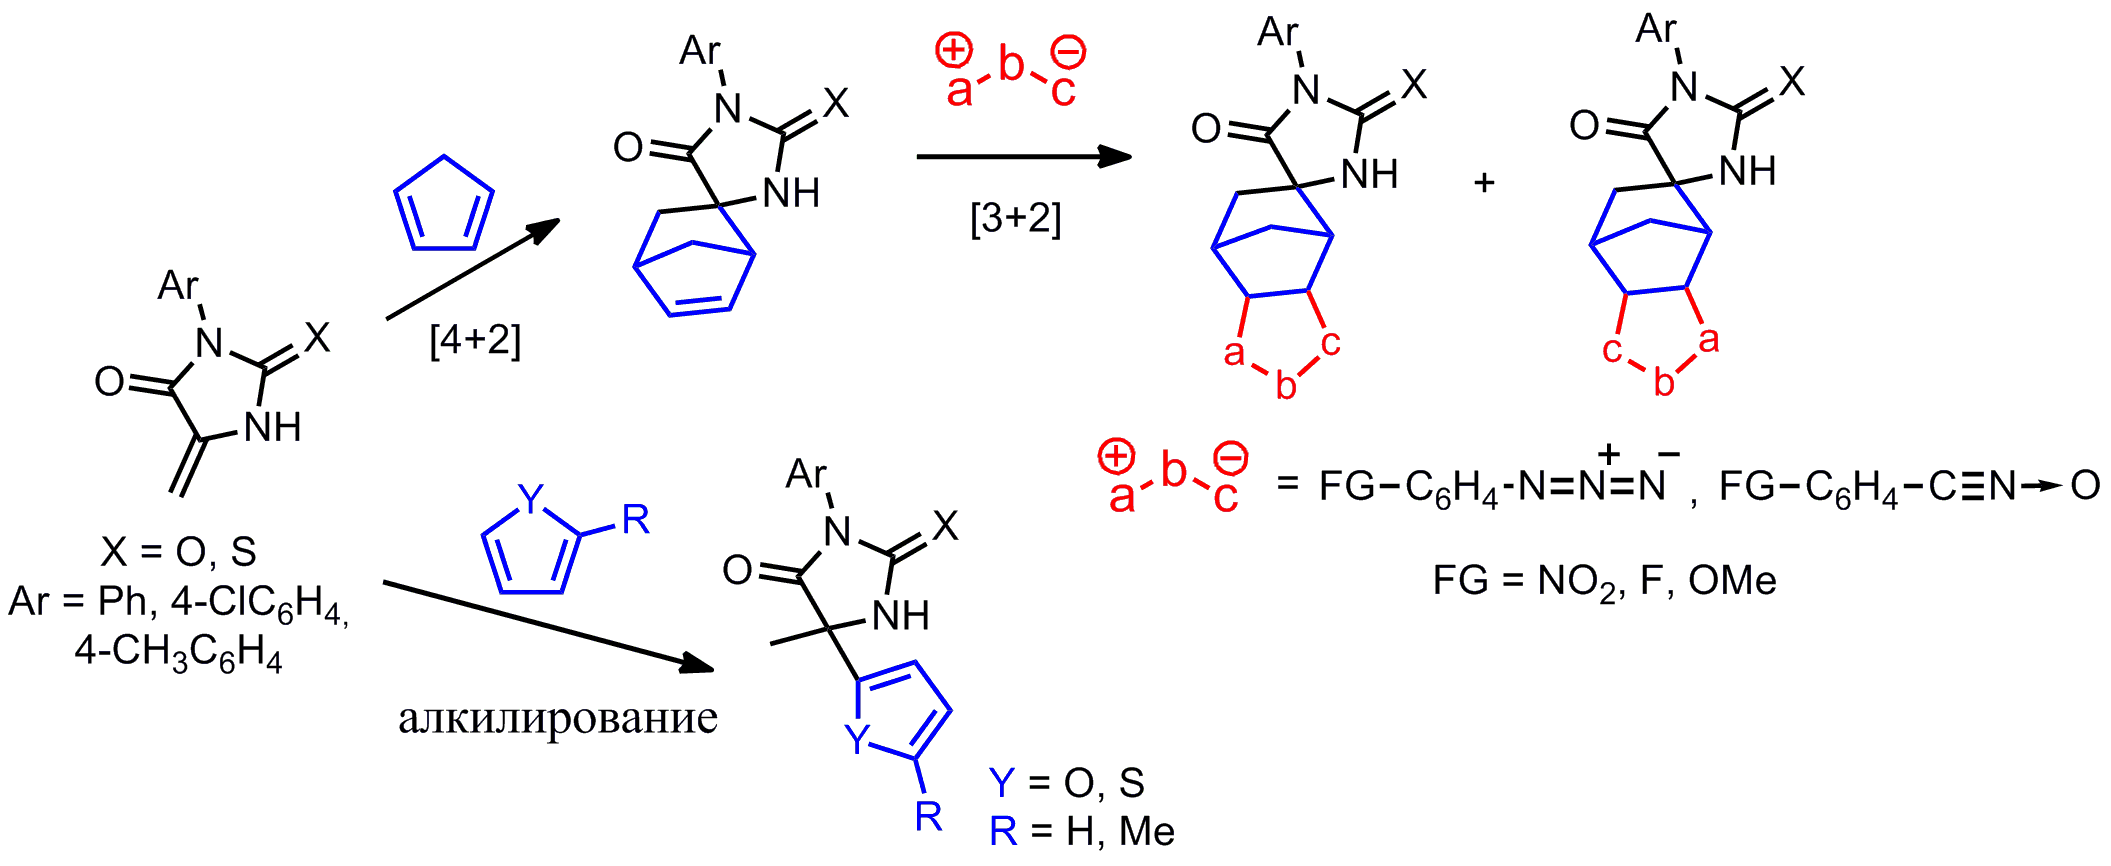 Ar
N
X
O
NH
[4+2]
Ar
N
X
O
NH
⊕ ⊖
a b c
[3+2]
Ar
N
X
O
NH
a
b
c
+
Ar
N
X
O
NH
c
b
a
X = O, S
Ar = Ph, 4-ClC6H4,
4-CH3C6H4
Y
R
алкилирование
Ar
N
X
O
NH
Y
R
Y = O, S
R = H, Me
⊕ ⊖
a b c = FG–C6H4-N=N+=N−, FG–C6H4–C≡N→O
FG = NO2, F, OMe